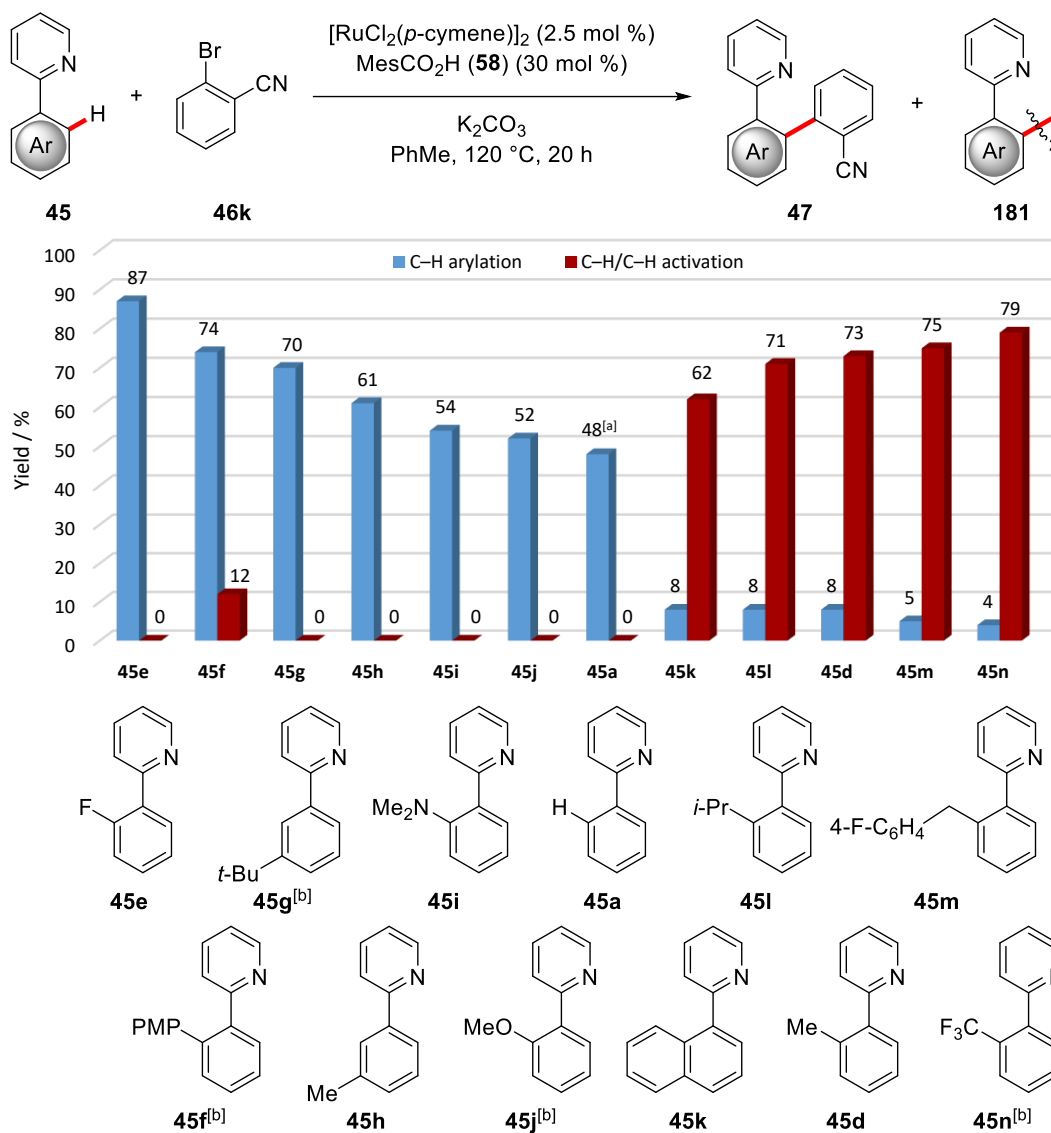 [RuCl2(p-cymene)]2 (2.5 mol %)
MesCO2H (58) (30 mol %)
K2CO3
PhMe, 120 °C, 20 h
N
H
Ar
+
Br
CN
N
Ar
CN
+
N
Ar
45
46k
47
181
C–H arylation
C–H/C–H activation
Yield / %
100
90
80
70
60
50
40
30
20
10
0
87
0
74
12
70
0
61
0
54
0
52
0
48[a]
0
8
62
8
71
8
73
5
75
4
79
45e
45f
45g
45h
45i
45j
45a
45k
45l
45d
45m
45n
N
F
45e
N
t-Bu
45g[b]
N
Me2N
45i
N
H
45a
N
i-Pr
45l
N
4-F-C6H4
45m
N
PMP
45f[b]
N
Me
45h
N
MeO
45j[b]
N
45k
N
Me
45d
F3C
45n[b]